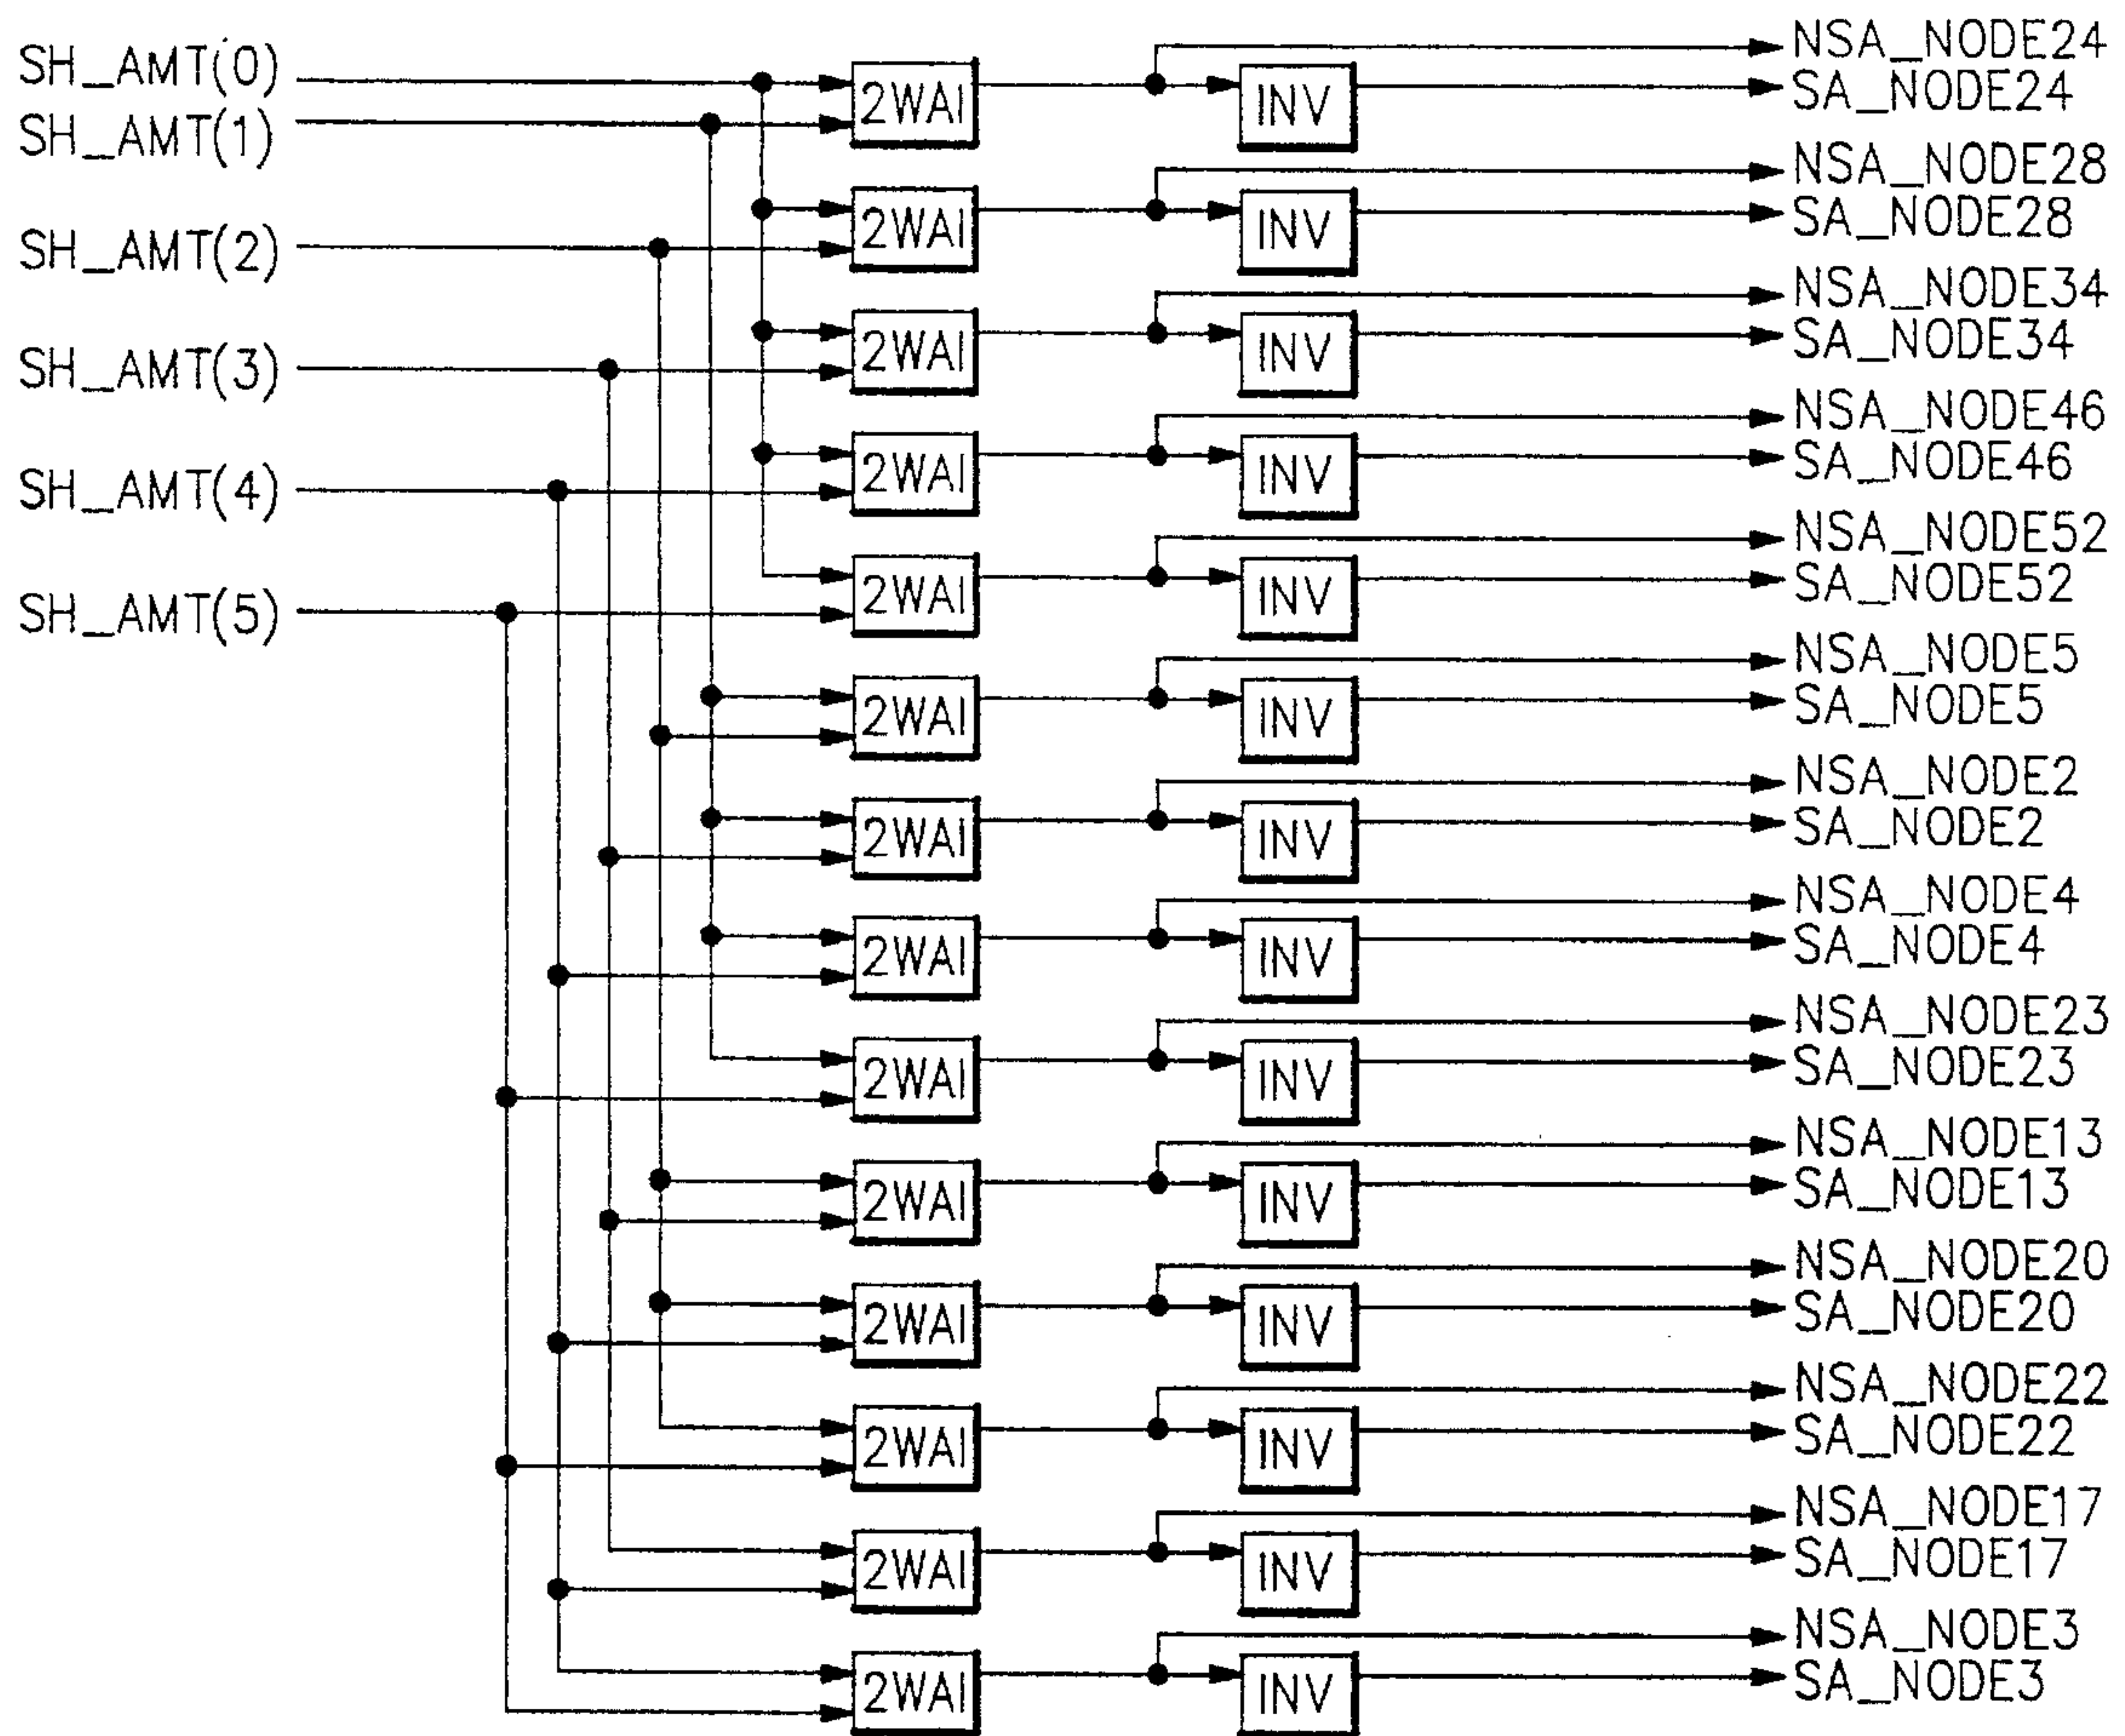 SH_AMT(0)
SH_AMT(1)
SH_AMT(2)
SH_AMT(3)
SH_AMT(4)
SH_AMT(5)
2WAI
INV
NSA_NODE24
SA_NODE24
2WAI
INV
NSA_NODE28
SA_NODE28
2WAI
INV
NSA_NODE34
SA_NODE34
2WAI
INV
NSA_NODE46
SA_NODE46
2WAI
INV
NSA_NODE52
SA_NODE52
2WAI
INV
NSA_NODE5
SA_NODE5
2WAI
INV
NSA_NODE2
SA_NODE2
2WAI
INV
NSA_NODE4
SA_NODE4
2WAI
INV
NSA_NODE23
SA_NODE23
2WAI
INV
NSA_NODE13
SA_NODE13
2WAI
INV
NSA_NODE20
SA_NODE20
2WAI
INV
NSA_NODE22
SA_NODE22
2WAI
INV
NSA_NODE17
SA_NODE17
2WAI
INV
NSA_NODE3
SA_NODE3